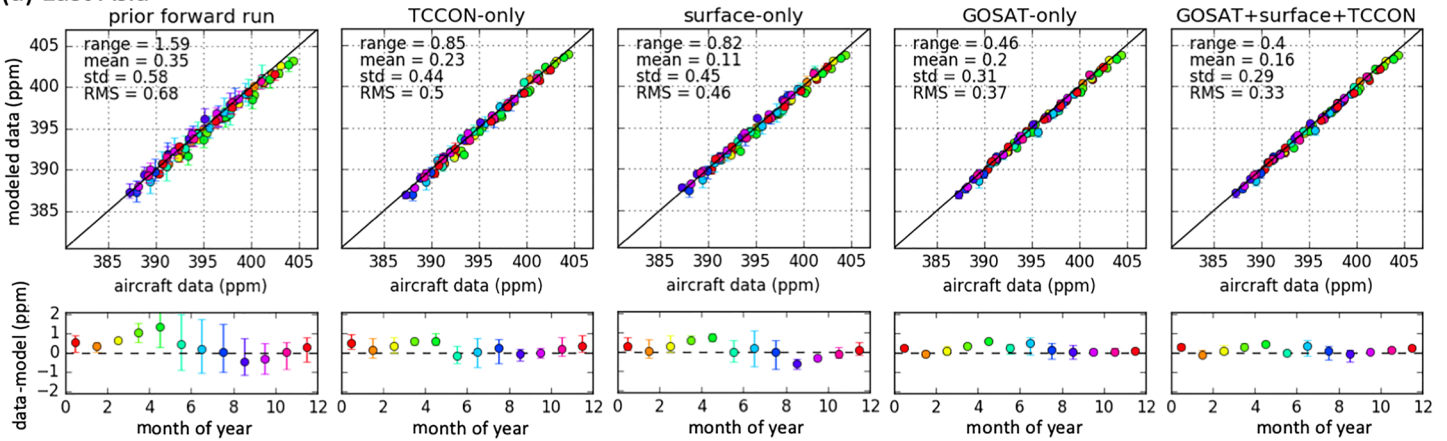 prior forward run
TCCON-only
surface-only
GOSAT-only
GOSAT+surface+TCCON
modeled data (ppm)
405
400
395
390
385
range = 1.59
mean = 0.35
std = 0.58
RMS = 0.68
range = 0.85
mean = 0.23
std = 0.44
RMS = 0.5
range = 0.82
mean = 0.11
std = 0.45
RMS = 0.46
range = 0.46
mean = 0.2
std = 0.31
RMS = 0.37
range = 0.4
mean = 0.16
std = 0.29
RMS = 0.33
385 390 395 400 405
385 390 395 400 405
385 390 395 400 405
385 390 395 400 405
385 390 395 400 405
aircraft data (ppm)
aircraft data (ppm)
aircraft data (ppm)
aircraft data (ppm)
aircraft data (ppm)
data-model (ppm)
2
1
0
−1
−2
0 2 4 6 8 10 12
0 2 4 6 8 10 12
0 2 4 6 8 10 12
0 2 4 6 8 10 12
0 2 4 6 8 10 12
month of year
month of year
month of year
month of year
month of year